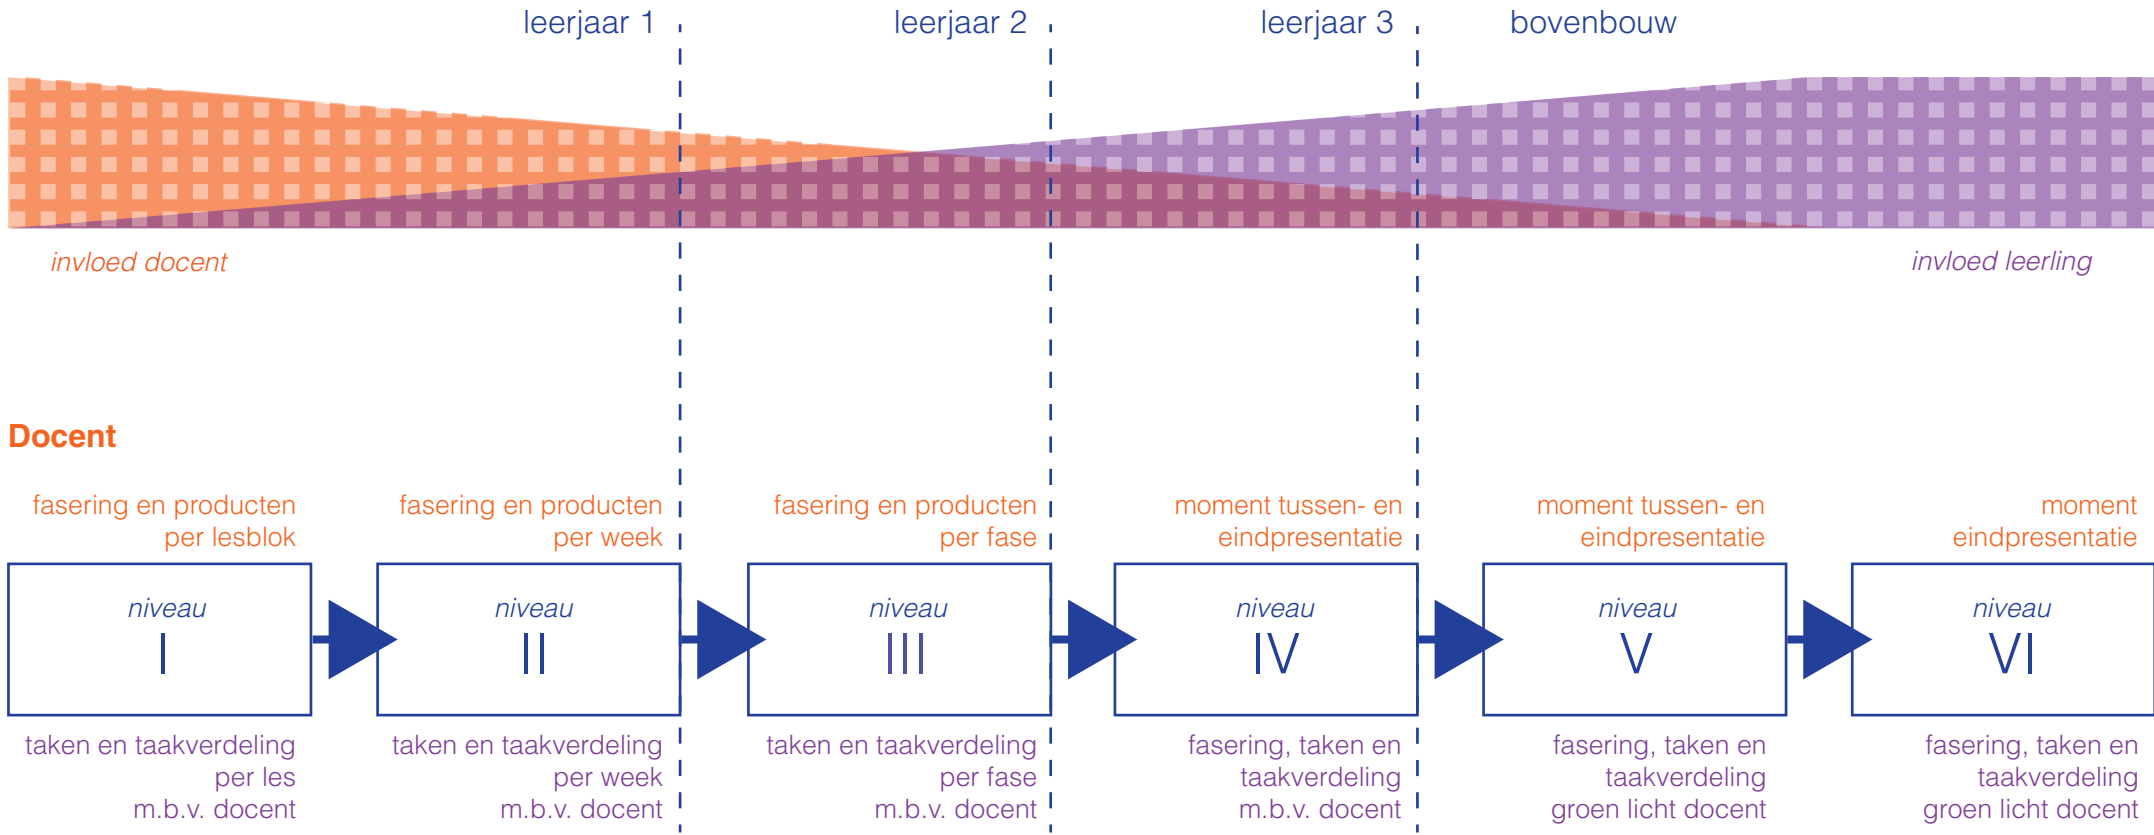 leerjaar 1
leerjaar 2
leerjaar 3
bovenbouw
invloed docent
invloed leerling
Docent
fasering en producten
per lesblok
fasering en producten
per week
fasering en producten
per fase
moment tussen- en
eindpresentatie
moment tussen- en
eindpresentatie
moment
eindpresentatie
niveau
I
niveau
II
niveau
III
niveau
IV
niveau
V
niveau
VI
taken en taakverdeling
per les
m.b.v. docent
taken en taakverdeling
per week
m.b.v. docent
taken en taakverdeling
per fase
m.b.v. docent
fasering, taken en
taakverdeling
m.b.v. docent
fasering, taken en
taakverdeling
groen licht docent
fasering, taken en
taakverdeling
groen licht docent